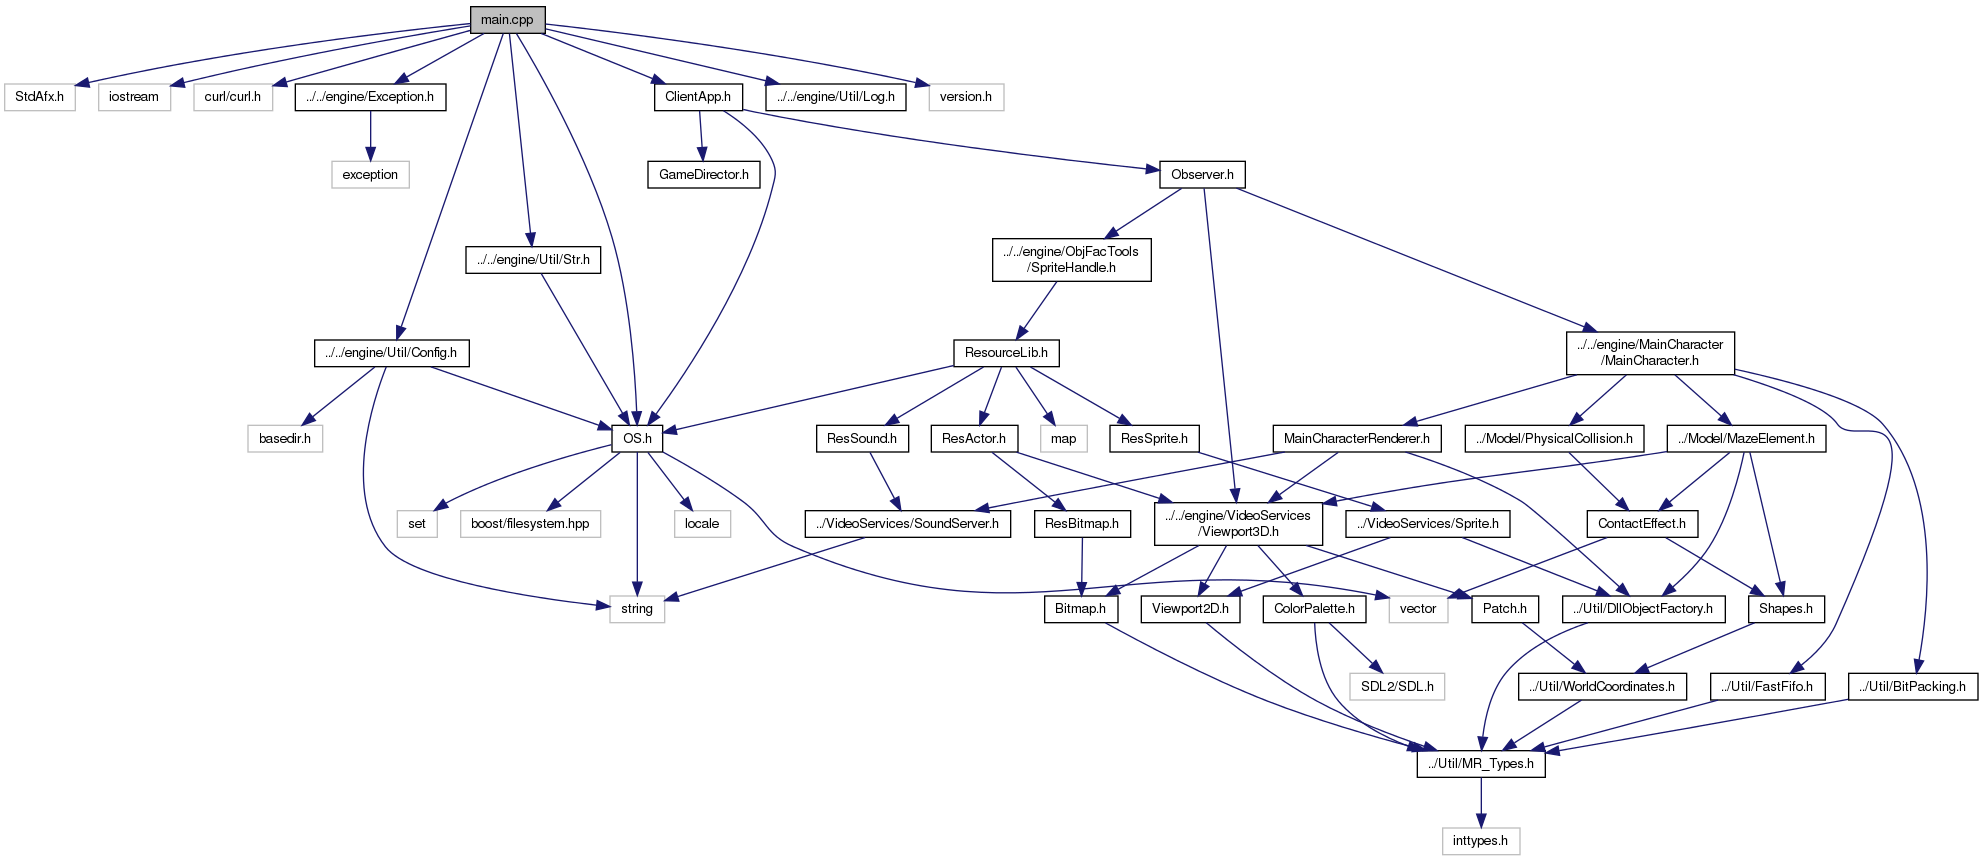 main.cpp
StdAfx.h
iostream
curl/curl.h
../../engine/Exception.h
ClientApp.h
../../engine/Util/Log.h
version.h
exception
GameDirector.h
Observer.h
../../engine/Util/Str.h
../../engine/ObjFacTools
/SpriteHandle.h
../../engine/Util/Config.h
ResourceLib.h
../../engine/MainCharacter
/MainCharacter.h
basedir.h
OS.h
ResSound.h
ResActor.h
map
ResSprite.h
MainCharacterRenderer.h
../Model/PhysicalCollision.h
../Model/MazeElement.h
set
boost/filesystem.hpp
locale
../VideoServices/SoundServer.h
ResBitmap.h
../../engine/VideoServices
/Viewport3D.h
../VideoServices/Sprite.h
ContactEffect.h
string
Bitmap.h
Viewport2D.h
ColorPalette.h
vector
Patch.h
../Util/DllObjectFactory.h
Shapes.h
SDL2/SDL.h
../Util/WorldCoordinates.h
../Util/FastFifo.h
../Util/BitPacking.h
../Util/MR_Types.h
inttypes.h